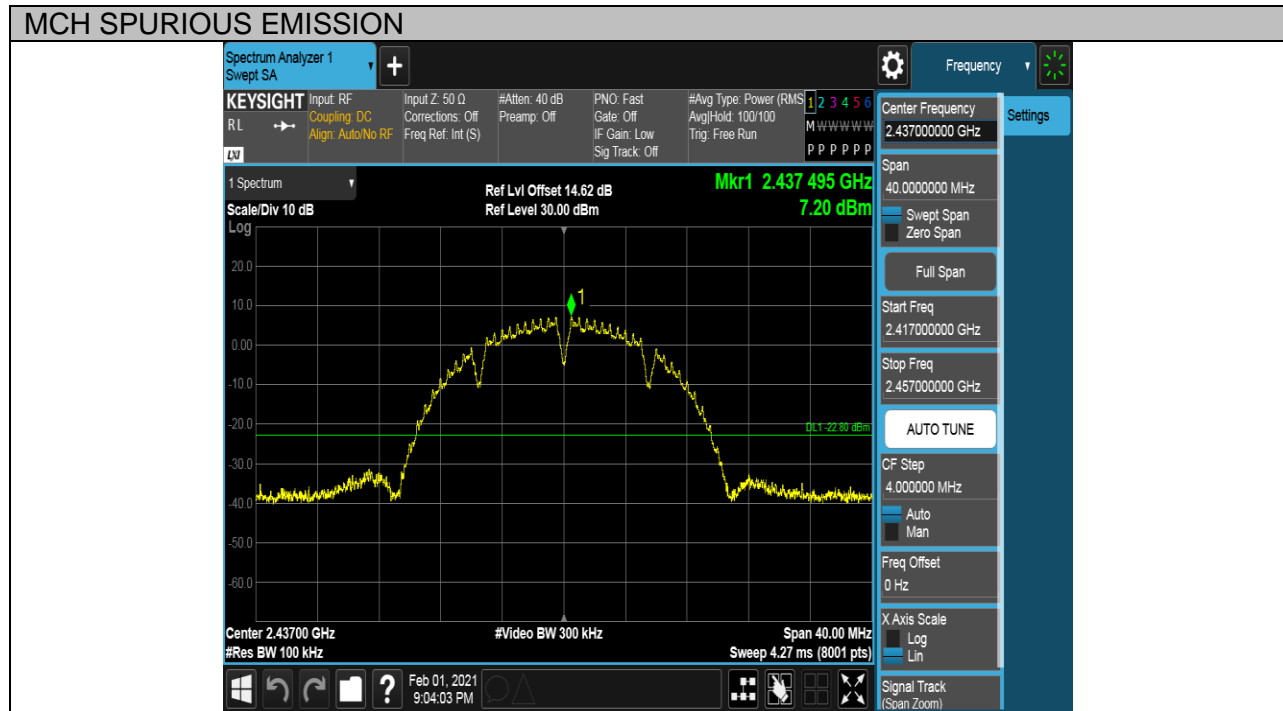 MCH SPURIOUS EMISSION
Spectrum Analyzer 1
Swept SA
+
Frequency
KEYSIGHT
RL
LXI
Input: RF
Coupling: DC
Align: Auto/No RF
Input Z: 50 Ω
Corrections: Off
Freq Ref: Int (S)
#Atten: 40 dB
Preamp: Off
PNO: Fast
Gate: Off
IF Gain: Low
Sig Track: Off
#Avg Type: Power (RMS
Avg|Hold: 100/100
Trig: Free Run
1 2 3 4 5 6
M W W W W W
P P P P P P
1 Spectrum
Scale/Div 10 dB
Log
Ref Lvl Offset 14.62 dB
Ref Level 30.00 dBm
Mkr1 2.437 495 GHz
7.20 dBm
20.0
10.0
0.00
-10.0
-20.0
-30.0
-40.0
-50.0
-60.0
1
DL1 -22.80 dBm
Center 2.43700 GHz
#Res BW 100 kHz
#Video BW 300 kHz
Span 40.00 MHz
Sweep 4.27 ms (8001 pts)
?
Feb 01, 2021
9:04:03 PM
Center Frequency
2.437000000 GHz
Settings
Span
40.0000000 MHz
Swept Span
Zero Span
Full Span
Start Freq
2.417000000 GHz
Stop Freq
2.457000000 GHz
AUTO TUNE
CF Step
4.000000 MHz
Auto
Man
Freq Offset
0 Hz
X Axis Scale
Log
Lin
Signal Track
(Span Zoom)